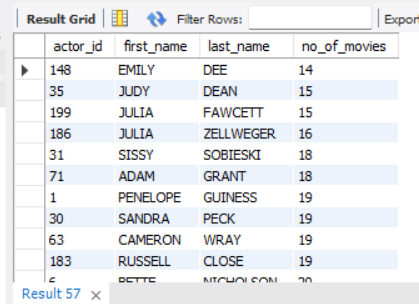 Result Grid Filter Rows: Export
actor_id first_name last_name no_of_movies
148 EMILY DEE 14
35 JUDY DEAN 15
199 JULIA FAWCETT 15
186 JULIA ZELLWEGER 16
31 SISSY SOBIESKI 18
71 ADAM GRANT 18
1 PENELOPE GUINESS 19
30 SANDRA PECK 19
63 CAMERON WRAY 19
183 RUSSELL CLOSE 19
6 BETTE NICHOLSON 20
Result 57